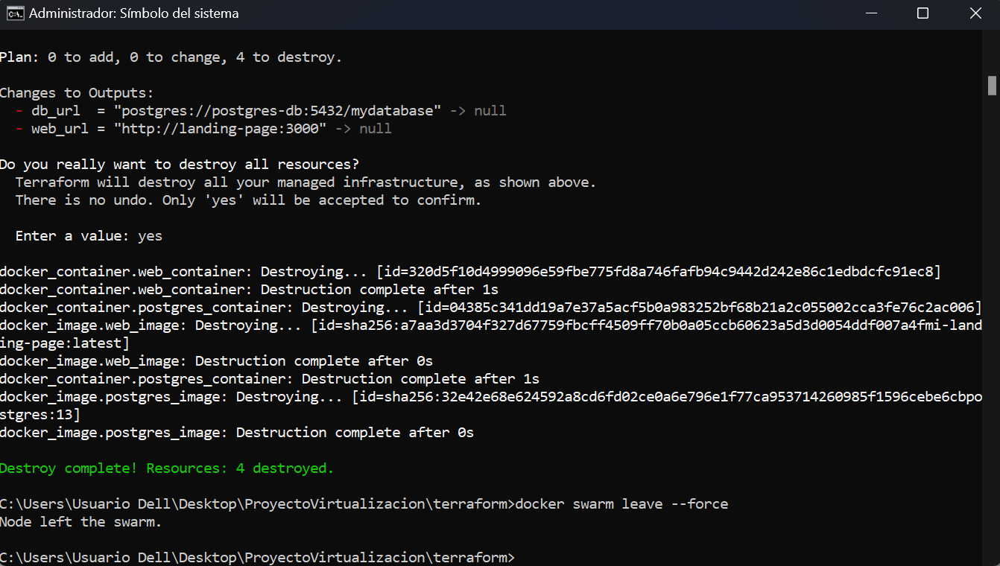 Administrador: Símbolo del sistema
Plan: 0 to add, 0 to change, 4 to destroy.
Changes to Outputs:
- db_url  = "postgres://postgres-db:5432/mydatabase" -> null
- web_url = "http://landing-page:3000" -> null
Do you really want to destroy all resources?
Terraform will destroy all your managed infrastructure, as shown above.
There is no undo. Only 'yes' will be accepted to confirm.
Enter a value: yes
docker_container.web_container: Destroying... [id=320d5f10d4999096e59fbe775fd8a746fafb94c9442d242e86c1edbdcfc91ec8]
docker_container.web_container: Destruction complete after 1s
docker_container.postgres_container: Destroying... [id=04385c341dd19a7e37a5acf5b0a983252bf68b21a2c055002cca3fe76c2ac006]
docker_image.web_image: Destroying... [id=sha256:a7aa3d3704f327d67759fbcff4509ff70b0a05ccb60623a5d3d0054ddf007a4fmi-land
ing-page:latest]
docker_image.web_image: Destruction complete after 0s
docker_container.postgres_container: Destruction complete after 1s
docker_image.postgres_image: Destroying... [id=sha256:32e42e68e624592a8cd6fd02ce0a6e796e1f77ca953714260985f1596cebe6cbpo
stgres:13]
docker_image.postgres_image: Destruction complete after 0s
Destroy complete! Resources: 4 destroyed.
C:\Users\Usuario Dell\Desktop\ProyectoVirtualizacion\terraform>docker swarm leave --force
Node left the swarm.
C:\Users\Usuario Dell\Desktop\ProyectoVirtualizacion\terraform>